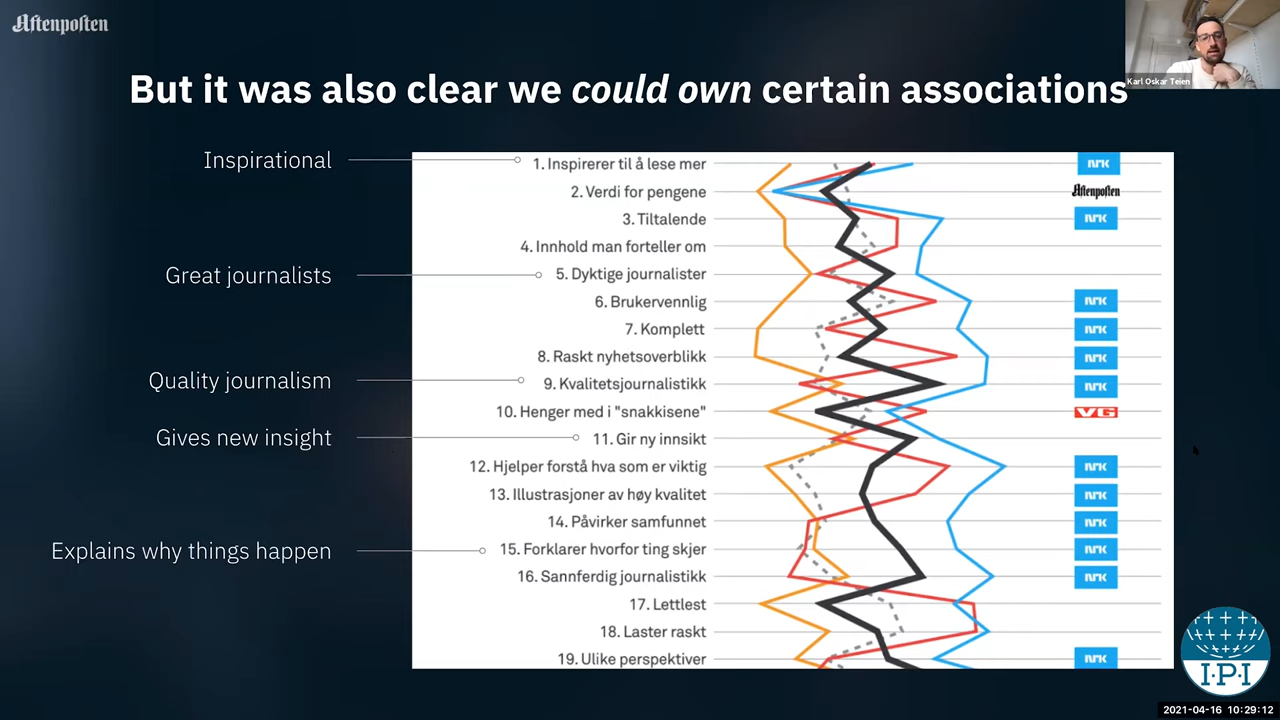 Aftenposten
Karl Oskar Teien
But it was also clear we could own certain associations
Inspirational
1. Inspirerer til å lese mer
NRK
2. Verdi for pengene
Aftenposten
3. Tiltalende
NRK
4. Innhold man forteller om
Great journalists
5. Dyktige journalister
6. Brukervennlig
NRK
7. Komplett
NRK
8. Raskt nyhetsoverblikk
NRK
Quality journalism
9. Kvalitetsjournalistikk
NRK
10. Henger med i "snakkisene"
VG
Gives new insight
11. Gir ny innsikt
12. Hjelper forstå hva som er viktig
NRK
13. Illustrasjoner av høy kvalitet
NRK
14. Påvirker samfunnet
NRK
Explains why things happen
15. Forklarer hvorfor ting skjer
NRK
16. Sannferdig journalistikk
NRK
17. Lettlest
18. Laster raskt
19. Ulike perspektiver
NRK
I·P·I
2021-04-16 10:29:12